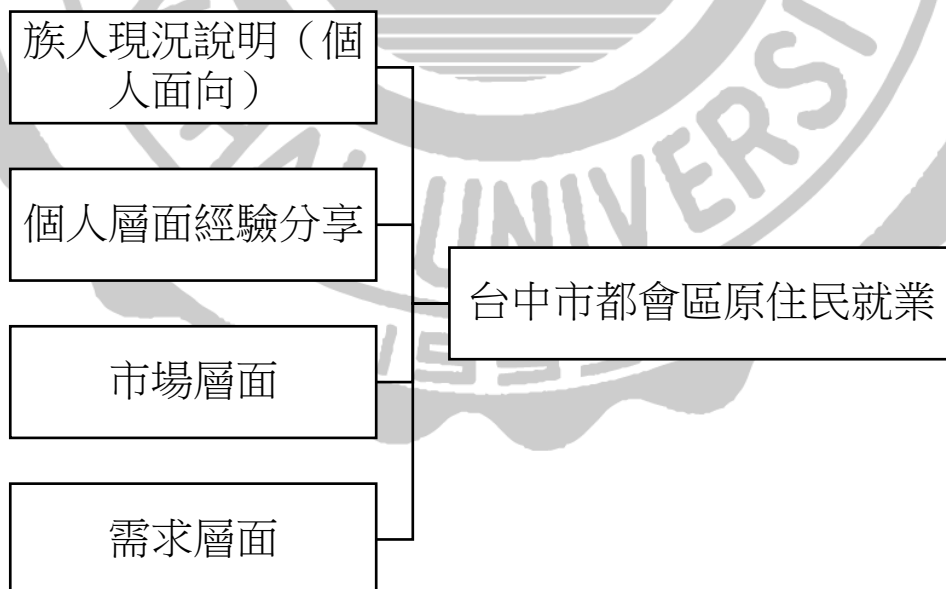 族人現況說明（個
人面向）
個人層面經驗分享
台中市都會區原住民就業
市場層面
需求層面
UNIVERS